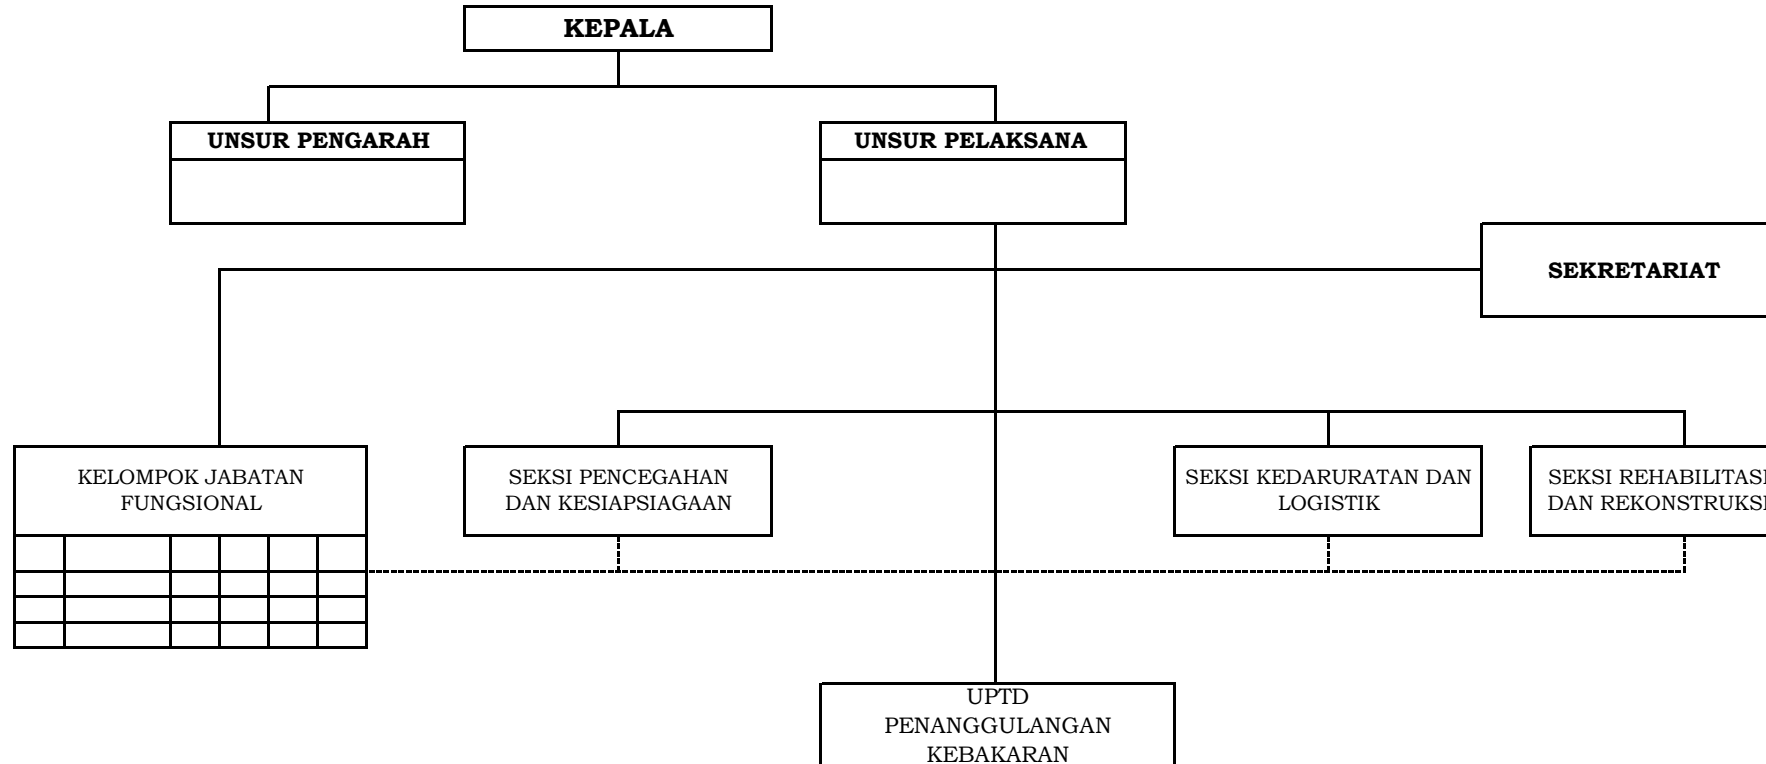 KEPALA
UNSUR PENGARAH
UNSUR PELAKSANA
SEKRETARIAT
KELOMPOK JABATAN
FUNGSIONAL
SEKSI PENCEGAHAN
DAN KESIAPSIAGAAN
SEKSI KEDARURATAN DAN
LOGISTIK
SEKSI REHABILITASI
DAN REKONSTRUKSI
UPTD
PENANGGULANGAN
KEBAKARAN